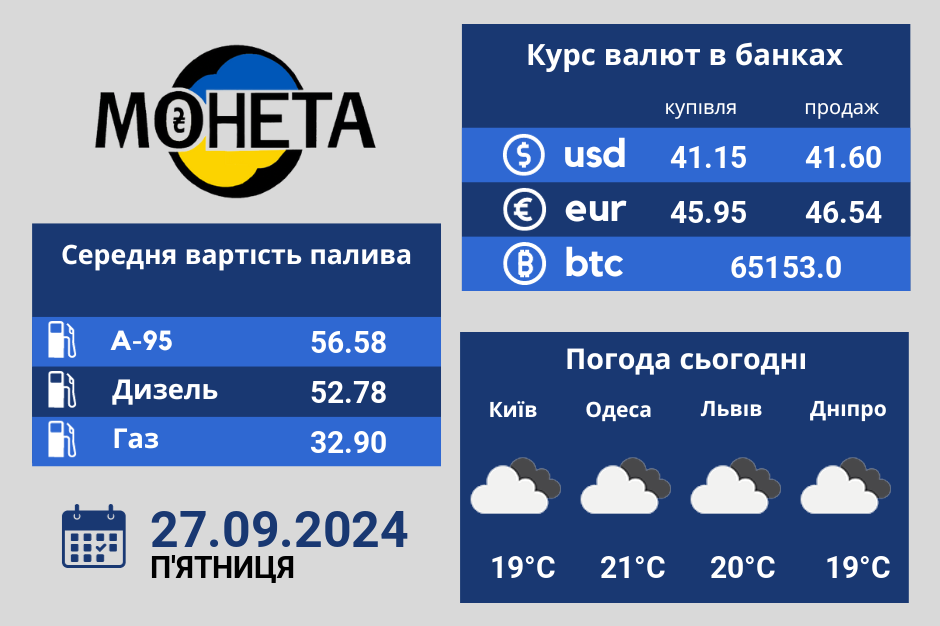 МОНЕТА
Курс валют в банках
купівля продаж
usd 41.15 41.60
eur 45.95 46.54
btc 65153.0
Середня вартість палива
А-95 56.58
Дизель 52.78
Газ 32.90
Погода сьогодні
Київ Одеса Львів Дніпро
19°C 21°C 20°C 19°C
27.09.2024
П'ЯТНИЦЯ